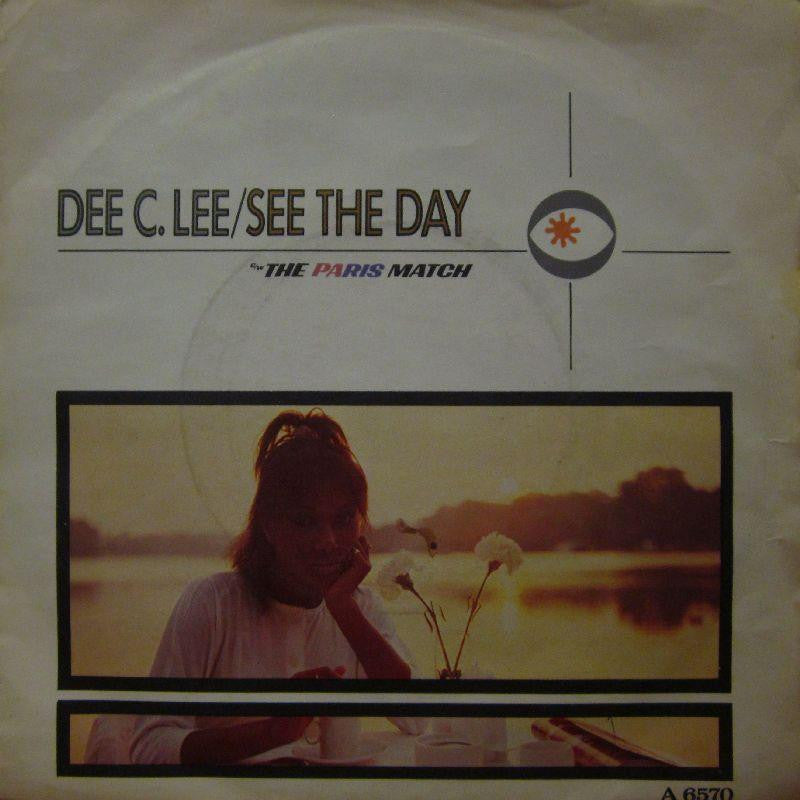 DEE C. LEE/SEE THE DAY
c/w THE PARIS MATCH
A 6570